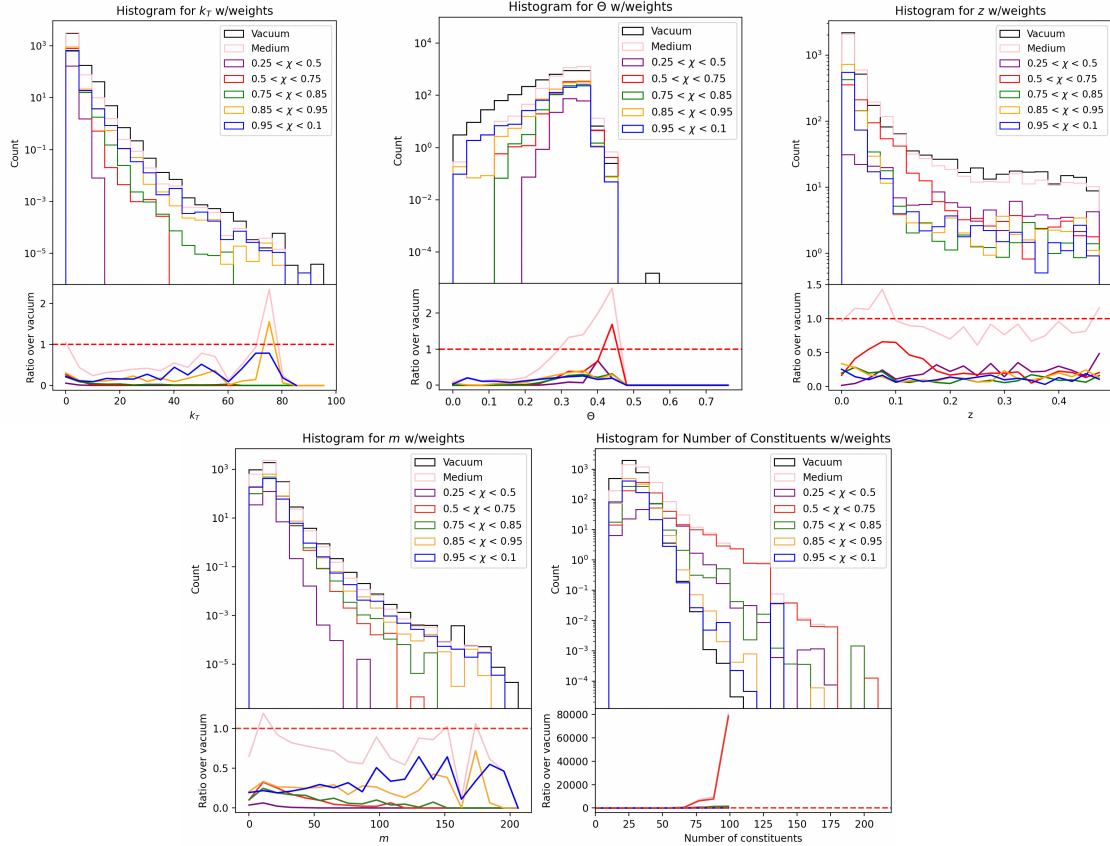 Histogram for k_T w/weights
Vacuum
Medium
0.25 < χ < 0.5
0.5 < χ < 0.75
0.75 < χ < 0.85
0.85 < χ < 0.95
0.95 < χ < 0.1
Count
10^3
10^1
10^-1
10^-3
10^-5
Ratio over vacuum
2
1
0
0 20 40 60 80 100
k_T
Histogram for Θ w/weights
Vacuum
Medium
0.25 < χ < 0.5
0.5 < χ < 0.75
0.75 < χ < 0.85
0.85 < χ < 0.95
0.95 < χ < 0.1
Count
10^4
10^2
10^0
10^-2
10^-4
Ratio over vacuum
2
1
0
0.0 0.1 0.2 0.3 0.4 0.5 0.6 0.7
Θ
Histogram for z w/weights
Vacuum
Medium
0.25 < χ < 0.5
0.5 < χ < 0.75
0.75 < χ < 0.85
0.85 < χ < 0.95
0.95 < χ < 0.1
Count
10^3
10^2
10^1
10^0
Ratio over vacuum
1.5
1.0
0.5
0.0
0.0 0.1 0.2 0.3 0.4
z
Histogram for m w/weights
Vacuum
Medium
0.25 < χ < 0.5
0.5 < χ < 0.75
0.75 < χ < 0.85
0.85 < χ < 0.95
0.95 < χ < 0.1
Count
10^3
10^1
10^-1
10^-3
10^-5
Ratio over vacuum
1.0
0.5
0.0
0 50 100 150 200
m
Histogram for Number of Constituents w/weights
Vacuum
Medium
0.25 < χ < 0.5
0.5 < χ < 0.75
0.75 < χ < 0.85
0.85 < χ < 0.95
0.95 < χ < 0.1
Count
10^3
10^2
10^1
10^0
10^-1
10^-2
10^-3
10^-4
Ratio over vacuum
80000
60000
40000
20000
0
0 25 50 75 100 125 150 175 200
Number of constituents